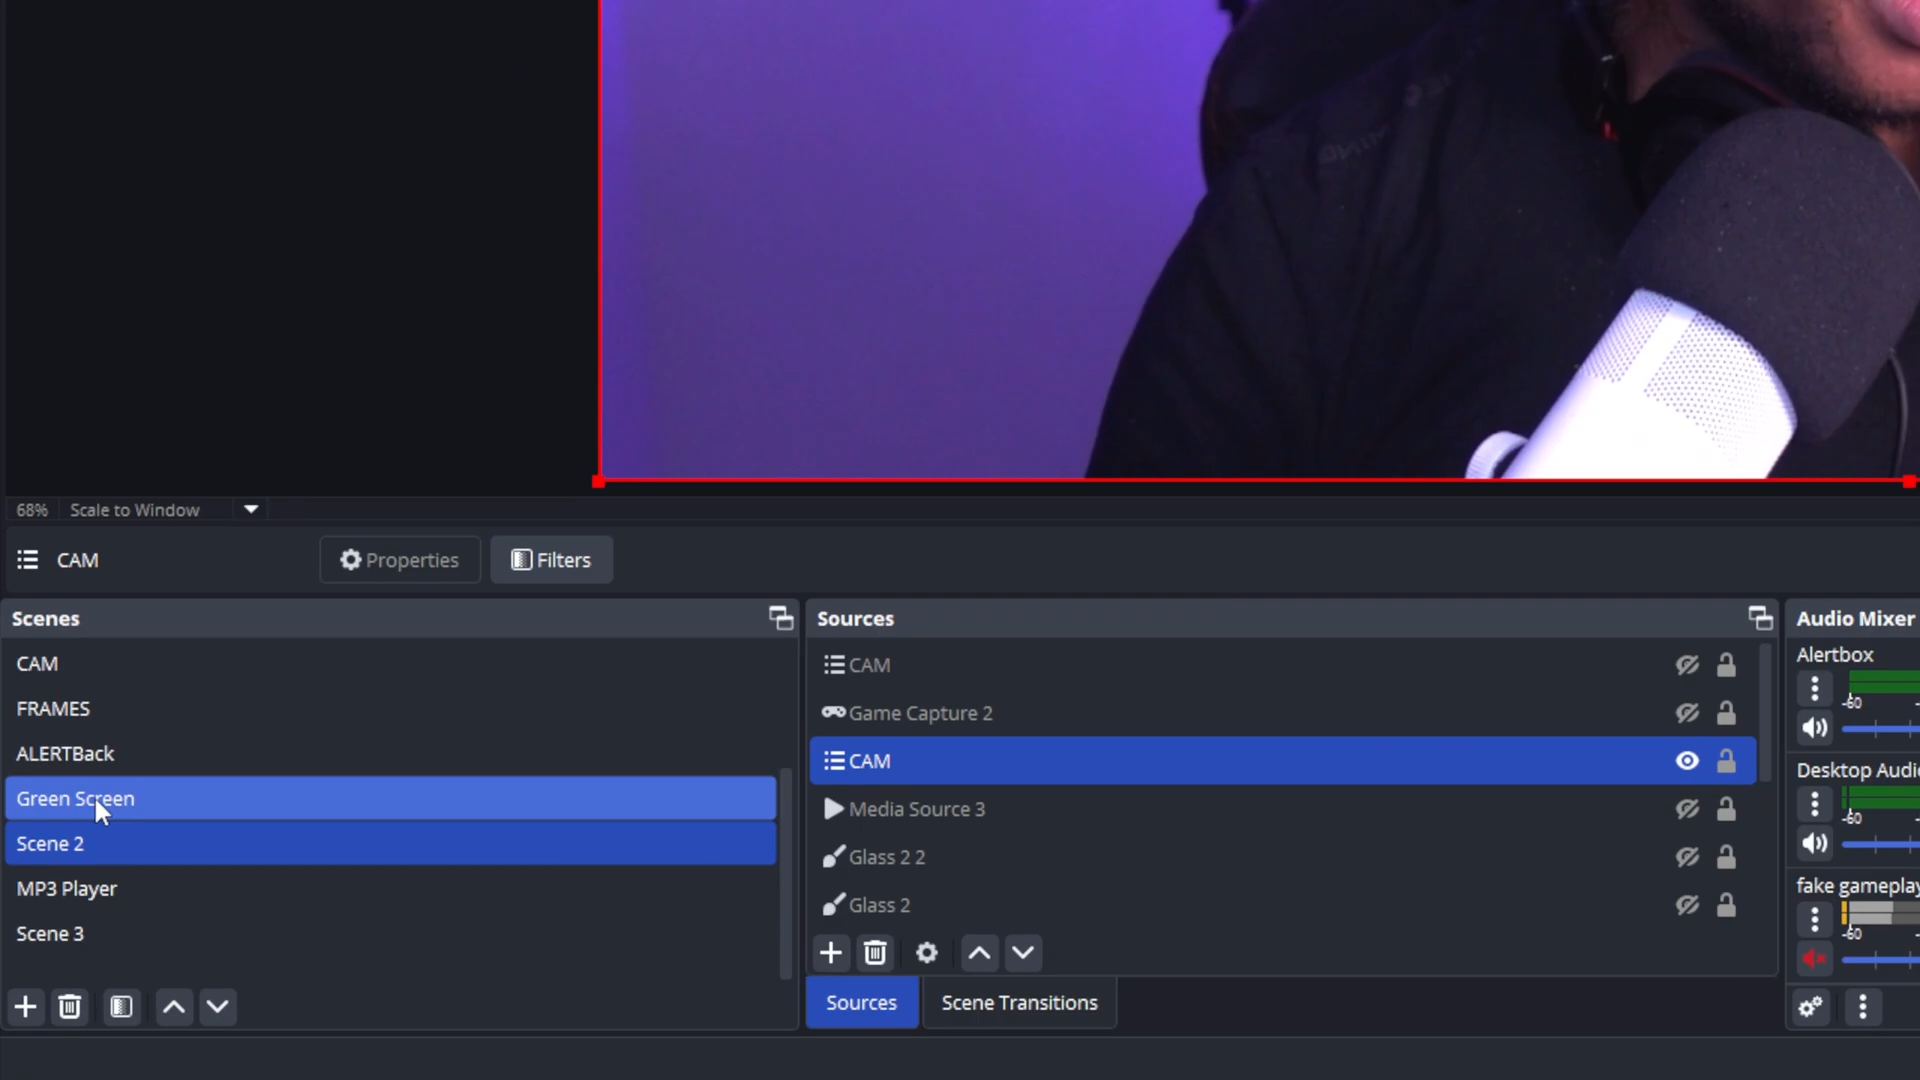 68% Scale to Window
CAM Properties Filters
Scenes
CAM
FRAMES
ALERTBack
Green Screen
Scene 2
MP3 Player
Scene 3
Sources
CAM
Game Capture 2
CAM
Media Source 3
Glass 2 2
Glass 2
Sources Scene Transitions
Audio Mixer
Alertbox
-60
Desktop Audio
-60
fake gameplay
-60